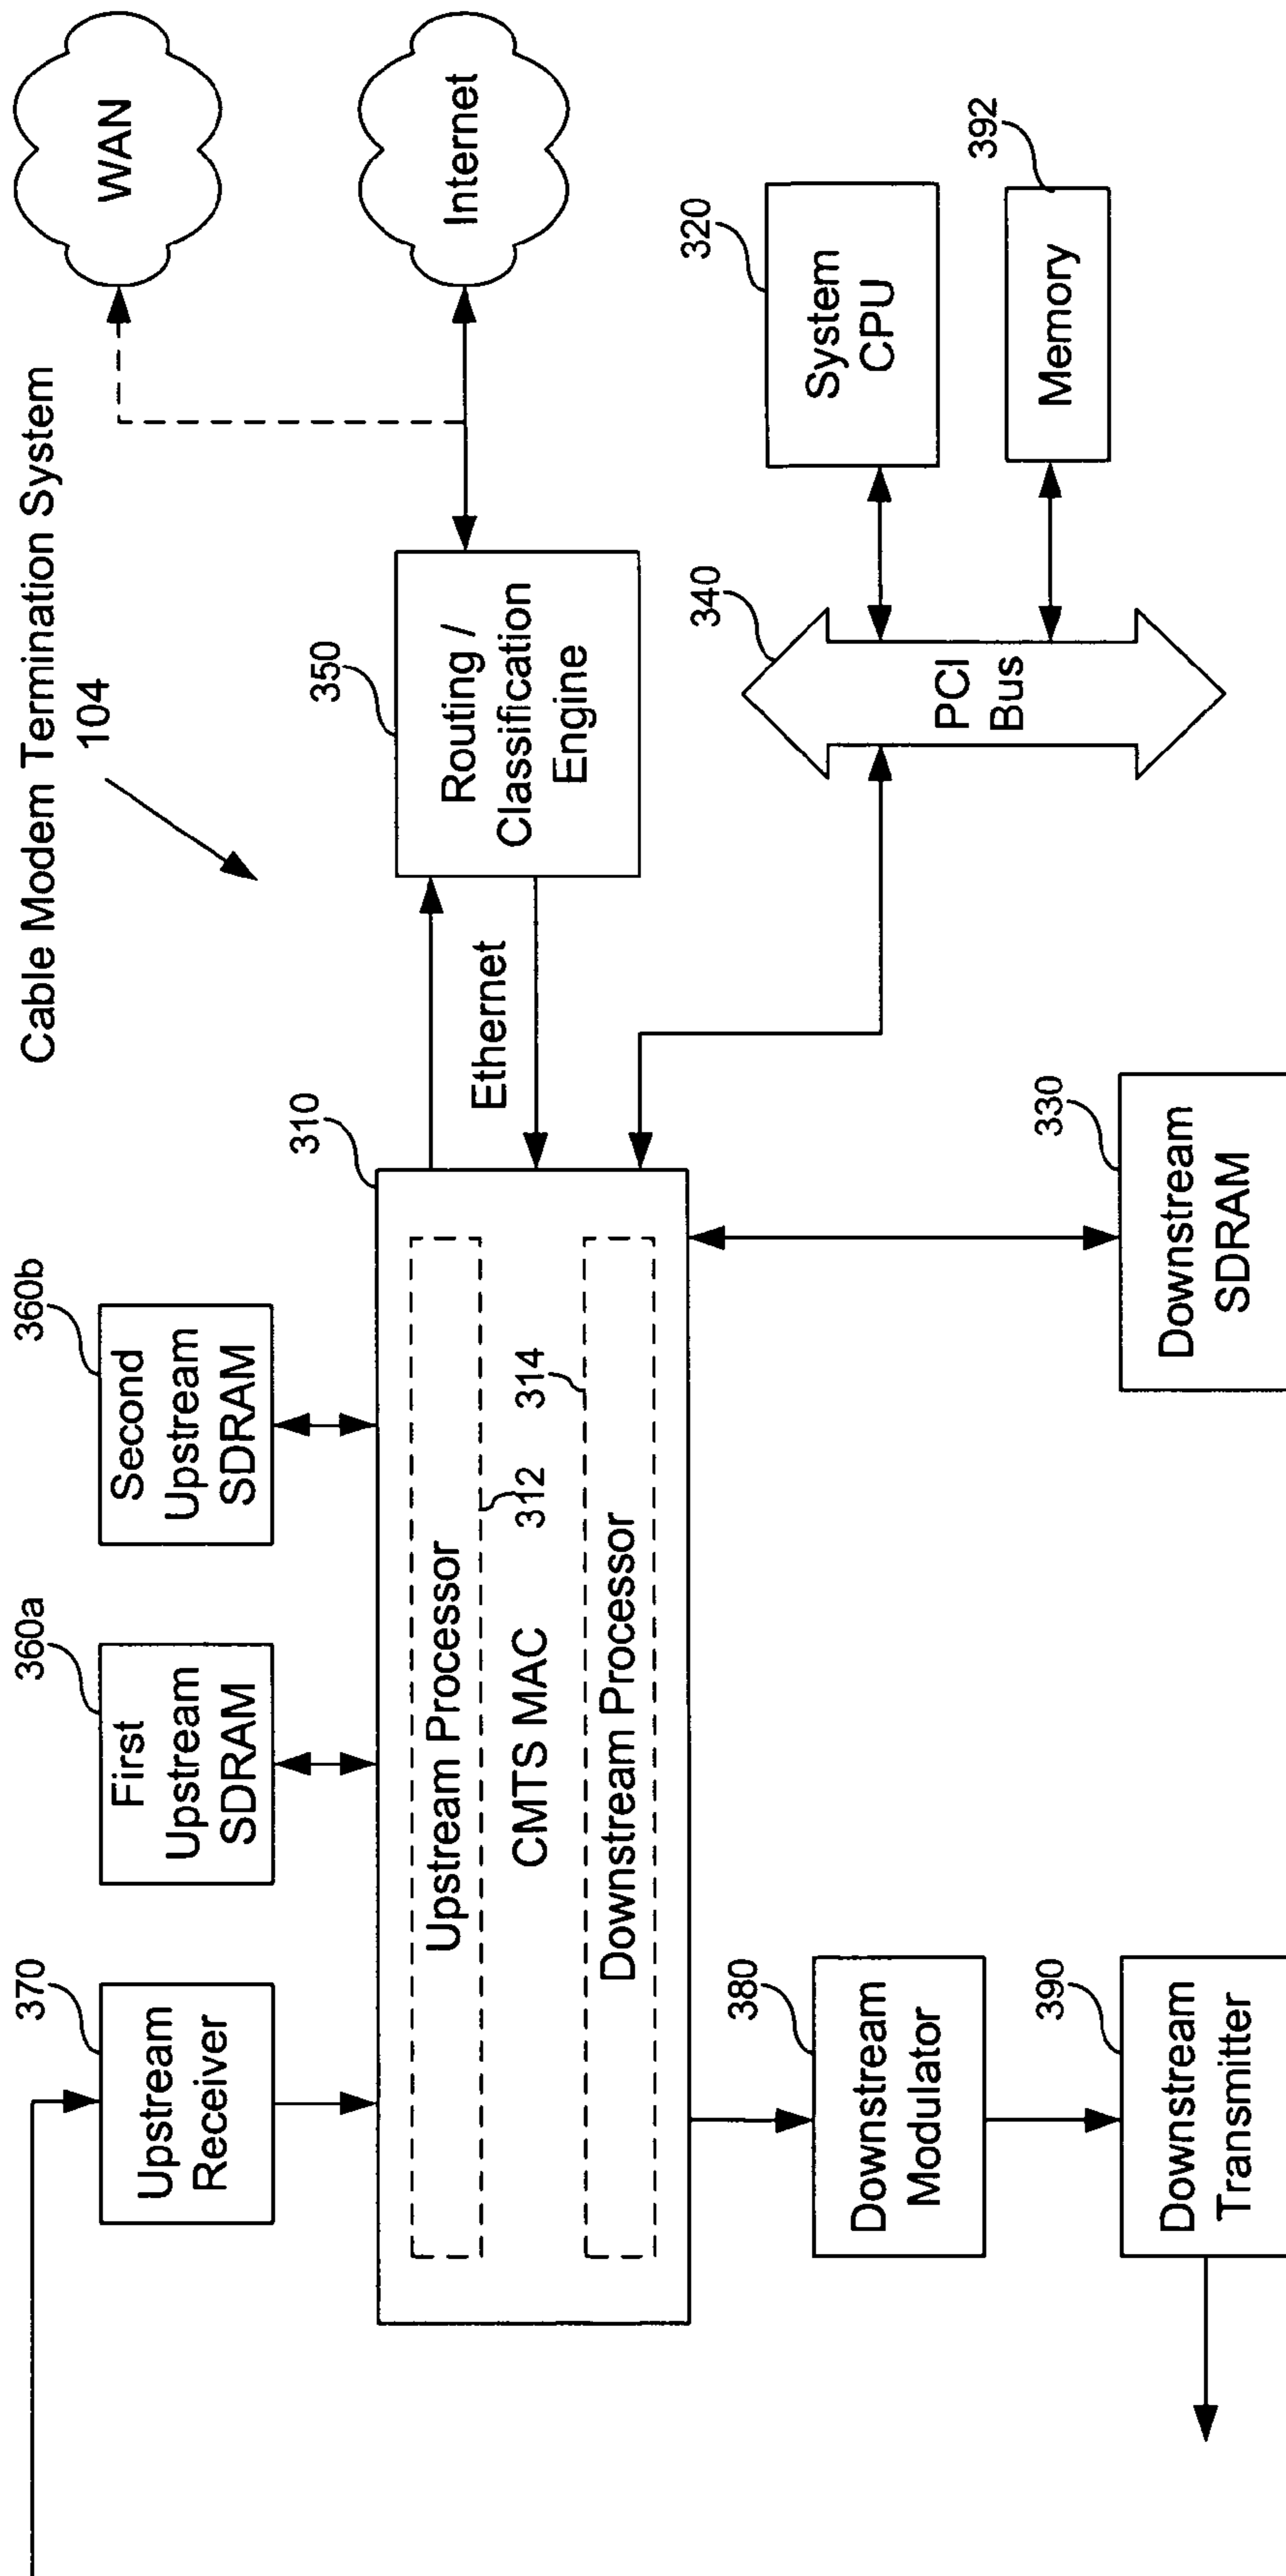 Cable Modem Termination System
104
WAN
Internet
370
Upstream
Receiver
360a
First
Upstream
SDRAM
360b
Second
Upstream
SDRAM
310
Upstream Processor
312
CMTS MAC
314
Downstream Processor
Ethernet
350
Routing /
Classification
Engine
340
PCI
Bus
320
System
CPU
392
Memory
380
Downstream
Modulator
390
Downstream
Transmitter
330
Downstream
SDRAM